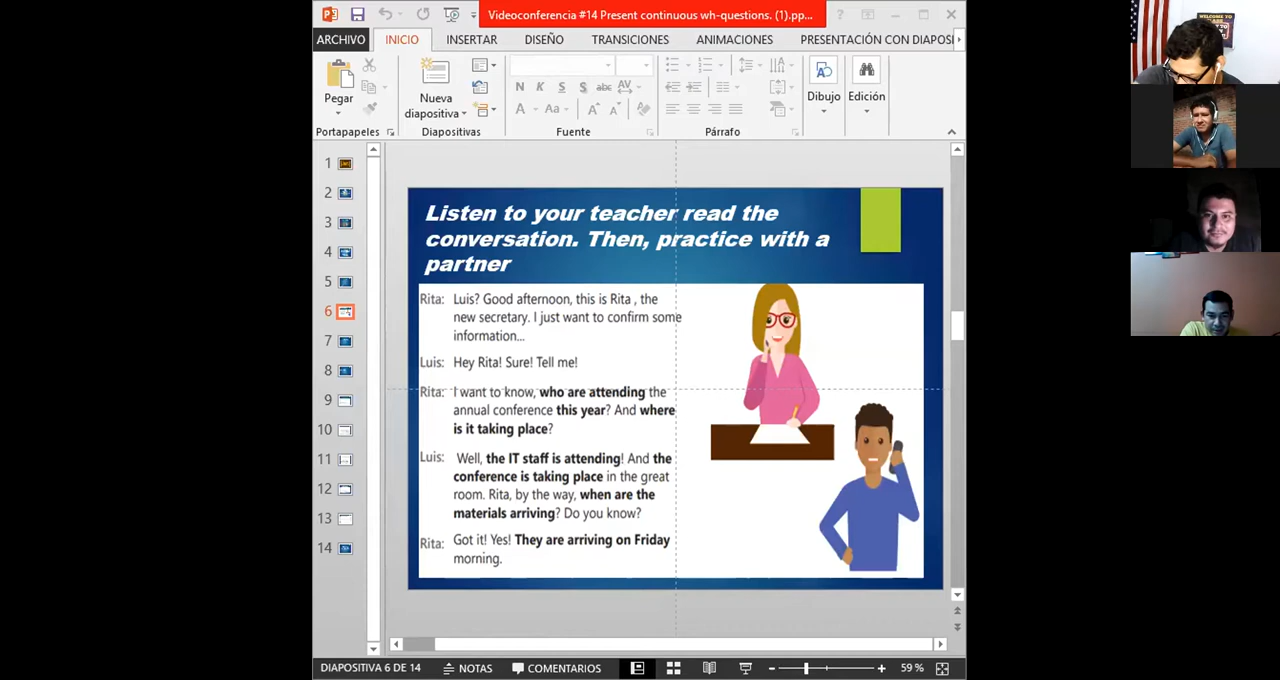 Videoconferencia #14 Present continuous wh-questions. (1).pp...
ARCHIVO INICIO INSERTAR DISEÑO TRANSICIONES ANIMACIONES PRESENTACIÓN CON DIAPOSI
Pegar
Nueva
diapositiva
Dibujo
Edición
N K S S abc AV
A Aa A A
Portapapeles
Diapositivas
Fuente
Párrafo
1
2
3
4
5
6
7
8
9
10
11
12
13
14
Listen to your teacher read the
conversation. Then, practice with a
partner
Rita: Luis? Good afternoon, this is Rita , the
new secretary. I just want to confirm some
information...
Luis: Hey Rita! Sure! Tell me!
Rita: I want to know, who are attending the
annual conference this year? And where
is it taking place?
Luis: Well, the IT staff is attending! And the
conference is taking place in the great
room. Rita, by the way, when are the
materials arriving? Do you know?
Rita: Got it! Yes! They are arriving on Friday
morning.
DIAPOSITIVA 6 DE 14
NOTAS
COMENTARIOS
59 %